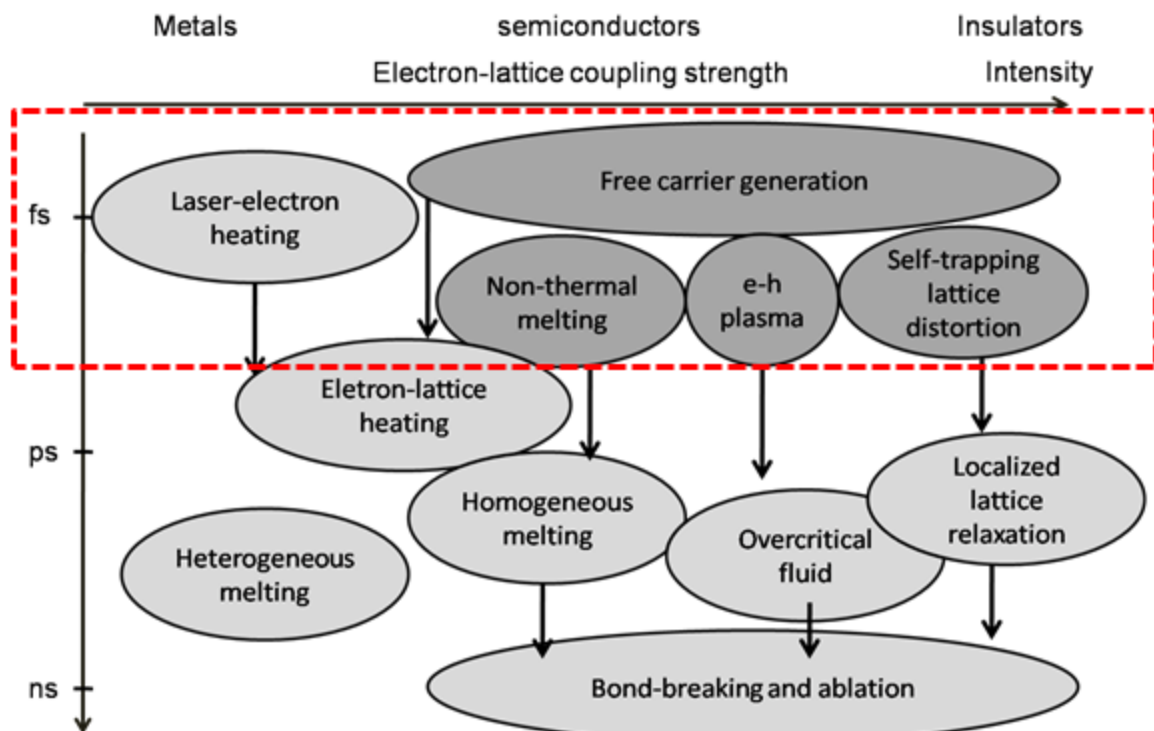 Metals semiconductors Insulators
Electron-lattice coupling strength Intensity
Free carrier generation
Laser-electron
heating
fs
Non-thermal
melting
e-h
plasma
Self-trapping
lattice
distortion
Eletron-lattice
heating
ps
Homogeneous
melting
Localized
lattice
relaxation
Overcritical
fluid
Heterogeneous
melting
ns
Bond-breaking and ablation